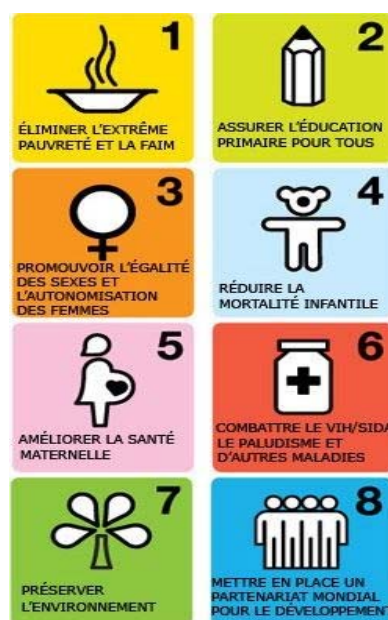 1
ÉLIMINER L'EXTRÊME
PAUVRETÉ ET LA FAIM
2
ASSURER L'ÉDUCATION
PRIMAIRE POUR TOUS
3
PROMOUVOIR L'ÉGALITÉ
DES SEXES ET
L'AUTONOMISATION
DES FEMMES
4
RÉDUIRE LA
MORTALITÉ INFANTILE
5
AMÉLIORER LA SANTÉ
MATERNELLE
6
COMBATTRE LE VIH/SIDA
LE PALUDISME ET
D'AUTRES MALADIES
7
PRÉSERVER
L'ENVIRONNEMENT
8
METTRE EN PLACE UN
PARTENARIAT MONDIAL
POUR LE DÉVELOPPEMENT